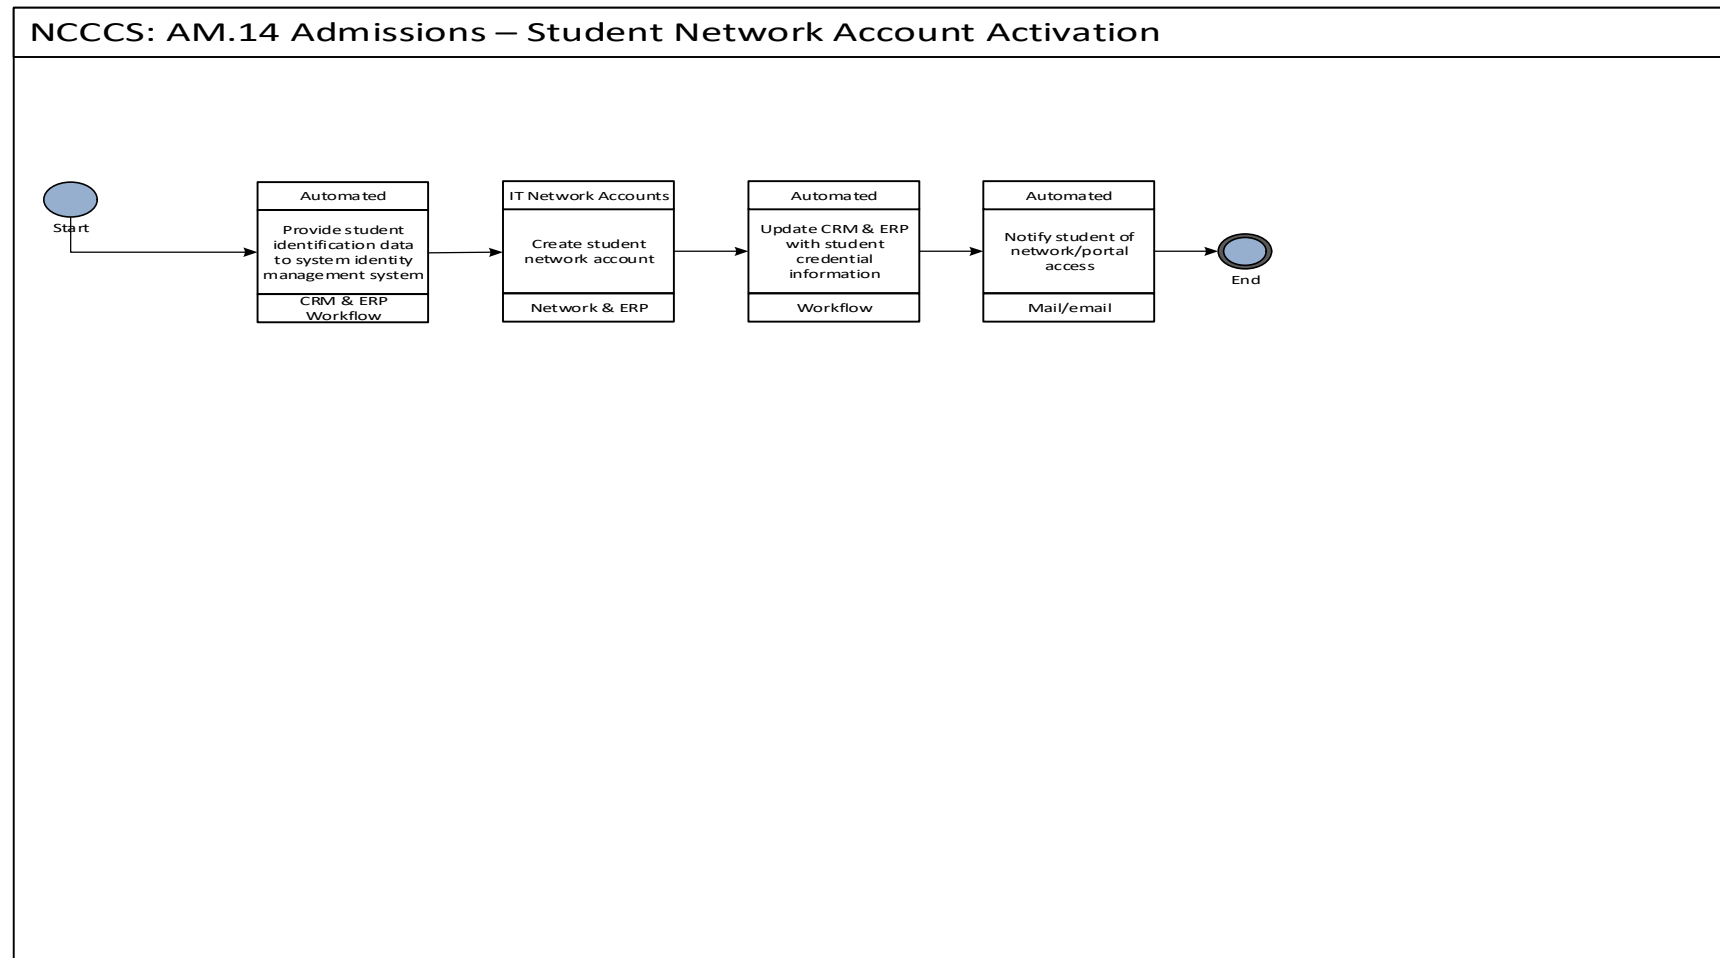 NCCCS: AM.14 Admissions – Student Network Account Activation
Start
Automated
Provide student
identification data
to system identity
management system
CRM & ERP
Workflow
IT Network Accounts
Create student
network account
Network & ERP
Automated
Update CRM & ERP
with student
credential
information
Workflow
Automated
Notify student of
network/portal
access
Mail/email
End